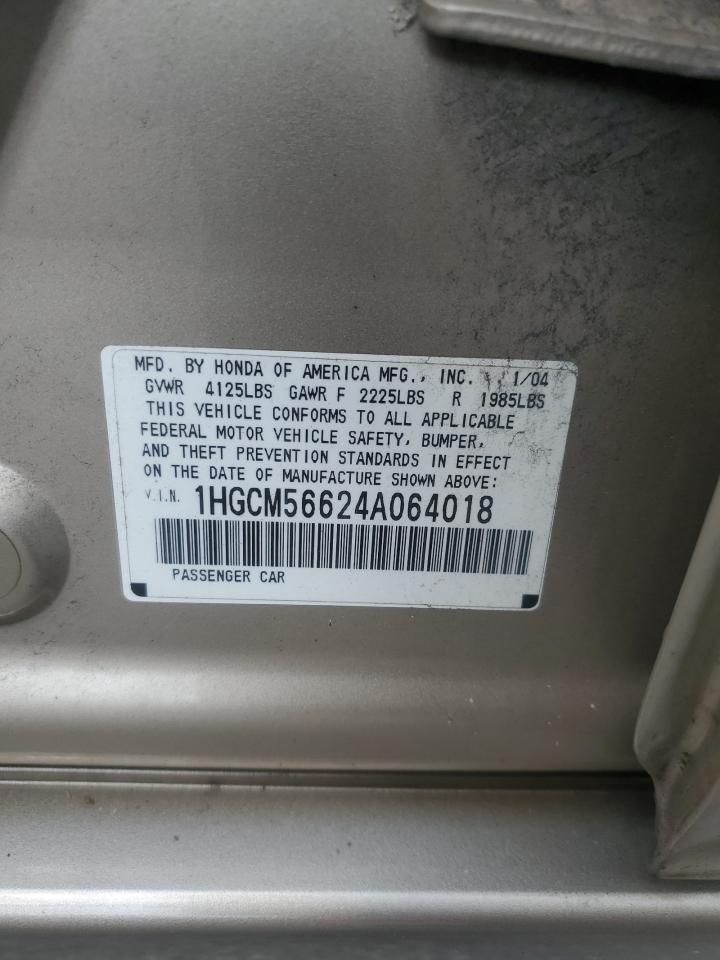 MFD. BY HONDA OF AMERICA MFG., INC. 1/04
GVWR 4125LBS GAWR F 2225LBS R 1985LBS
THIS VEHICLE CONFORMS TO ALL APPLICABLE
FEDERAL MOTOR VEHICLE SAFETY, BUMPER,
AND THEFT PREVENTION STANDARDS IN EFFECT
ON THE DATE OF MANUFACTURE SHOWN ABOVE:
V.I.N. 1HGCM56624A064018
PASSENGER CAR